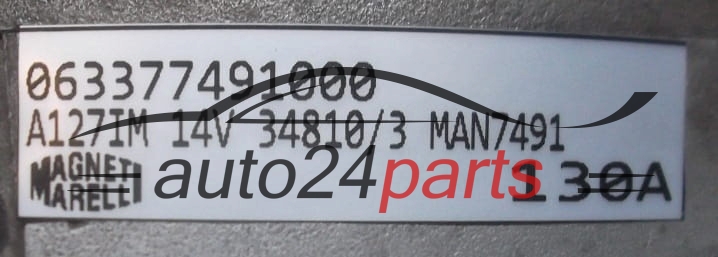 063377491000
A127IM 14V 34810/3 MAN7491
MAGNETI MARELLI
auto24parts
130A